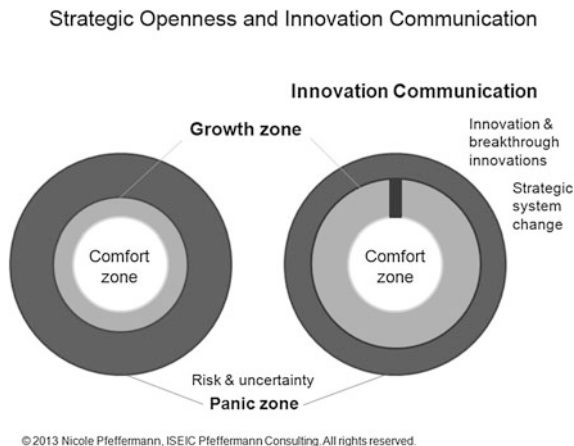 Strategic Openness and Innovation Communication
Innovation Communication
Growth zone
Innovation &
breakthrough
innovations
Strategic
system
change
Comfort
zone
Comfort
zone
Risk & uncertainty
Panic zone
© 2013 Nicole Pfeffermann, ISEIC Pfeffermann Consulting. All rights reserved.